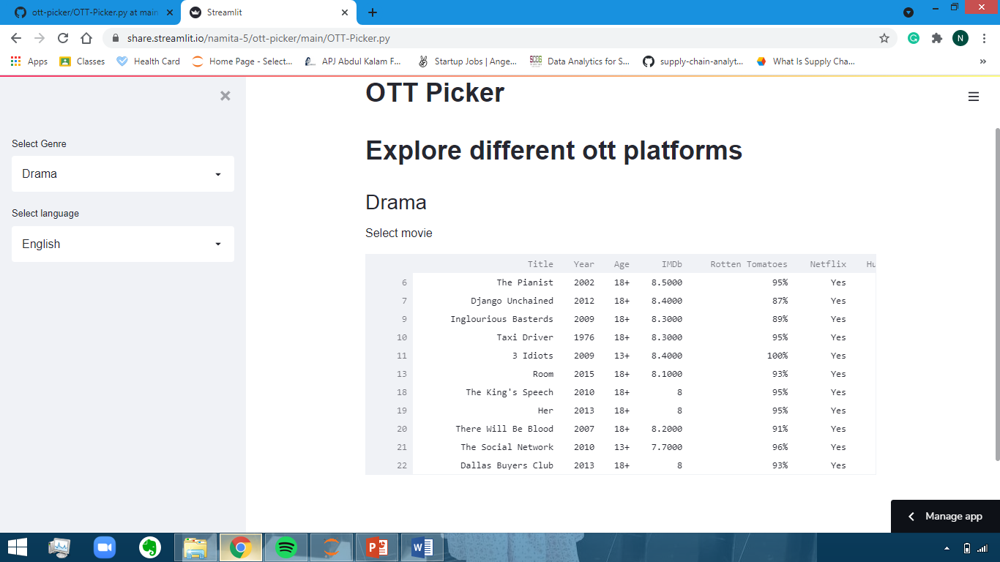 ott-picker/OTT-Picker.py at main
Streamlit
share.streamlit.io/namita-5/ott-picker/main/OTT-Picker.py
N
Apps Classes Health Card Home Page - Select... APJ Abdul Kalam F... Startup Jobs | Ange... Data Analytics for S... supply-chain-analyt... What Is Supply Cha... »
OTT Picker
Select Genre
Drama
Select language
English
Explore different ott platforms
Drama
Select movie
Title Year Age IMDb Rotten Tomatoes Netflix Hu
6 The Pianist 2002 18+ 8.5000 95% Yes
7 Django Unchained 2012 18+ 8.4000 87% Yes
9 Inglourious Basterds 2009 18+ 8.3000 89% Yes
10 Taxi Driver 1976 18+ 8.3000 95% Yes
11 3 Idiots 2009 13+ 8.4000 100% Yes
13 Room 2015 18+ 8.1000 93% Yes
18 The King's Speech 2010 18+ 8 95% Yes
19 Her 2013 18+ 8 95% Yes
20 There Will Be Blood 2007 18+ 8.2000 91% Yes
21 The Social Network 2010 13+ 7.7000 96% Yes
22 Dallas Buyers Club 2013 18+ 8 93% Yes
Manage app